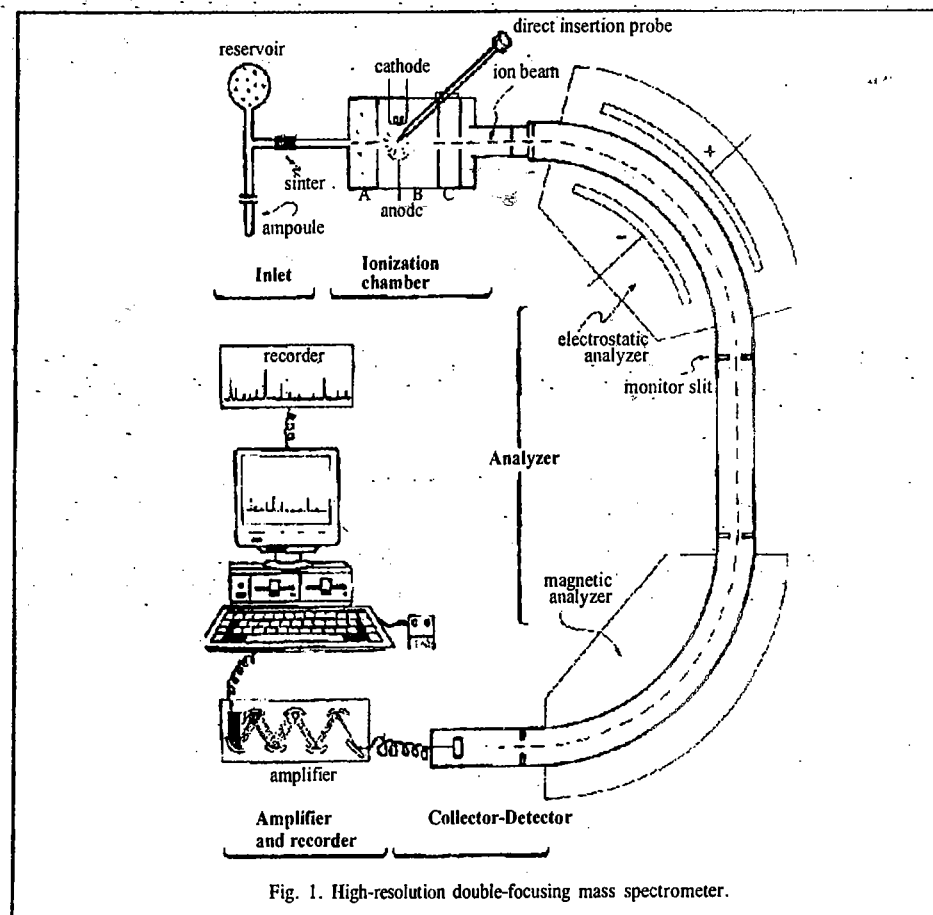 direct insertion probe
reservoir
cathode
ion beam
+
sinter
A
B
C
anode
ampoule
-
Inlet
Ionization
chamber
electrostatic
analyzer
recorder
monitor slit
Analyzer
magnetic
analyzer
amplifier
Amplifier
and recorder
Collector-Detector
Fig. 1. High-resolution double-focusing mass spectrometer.